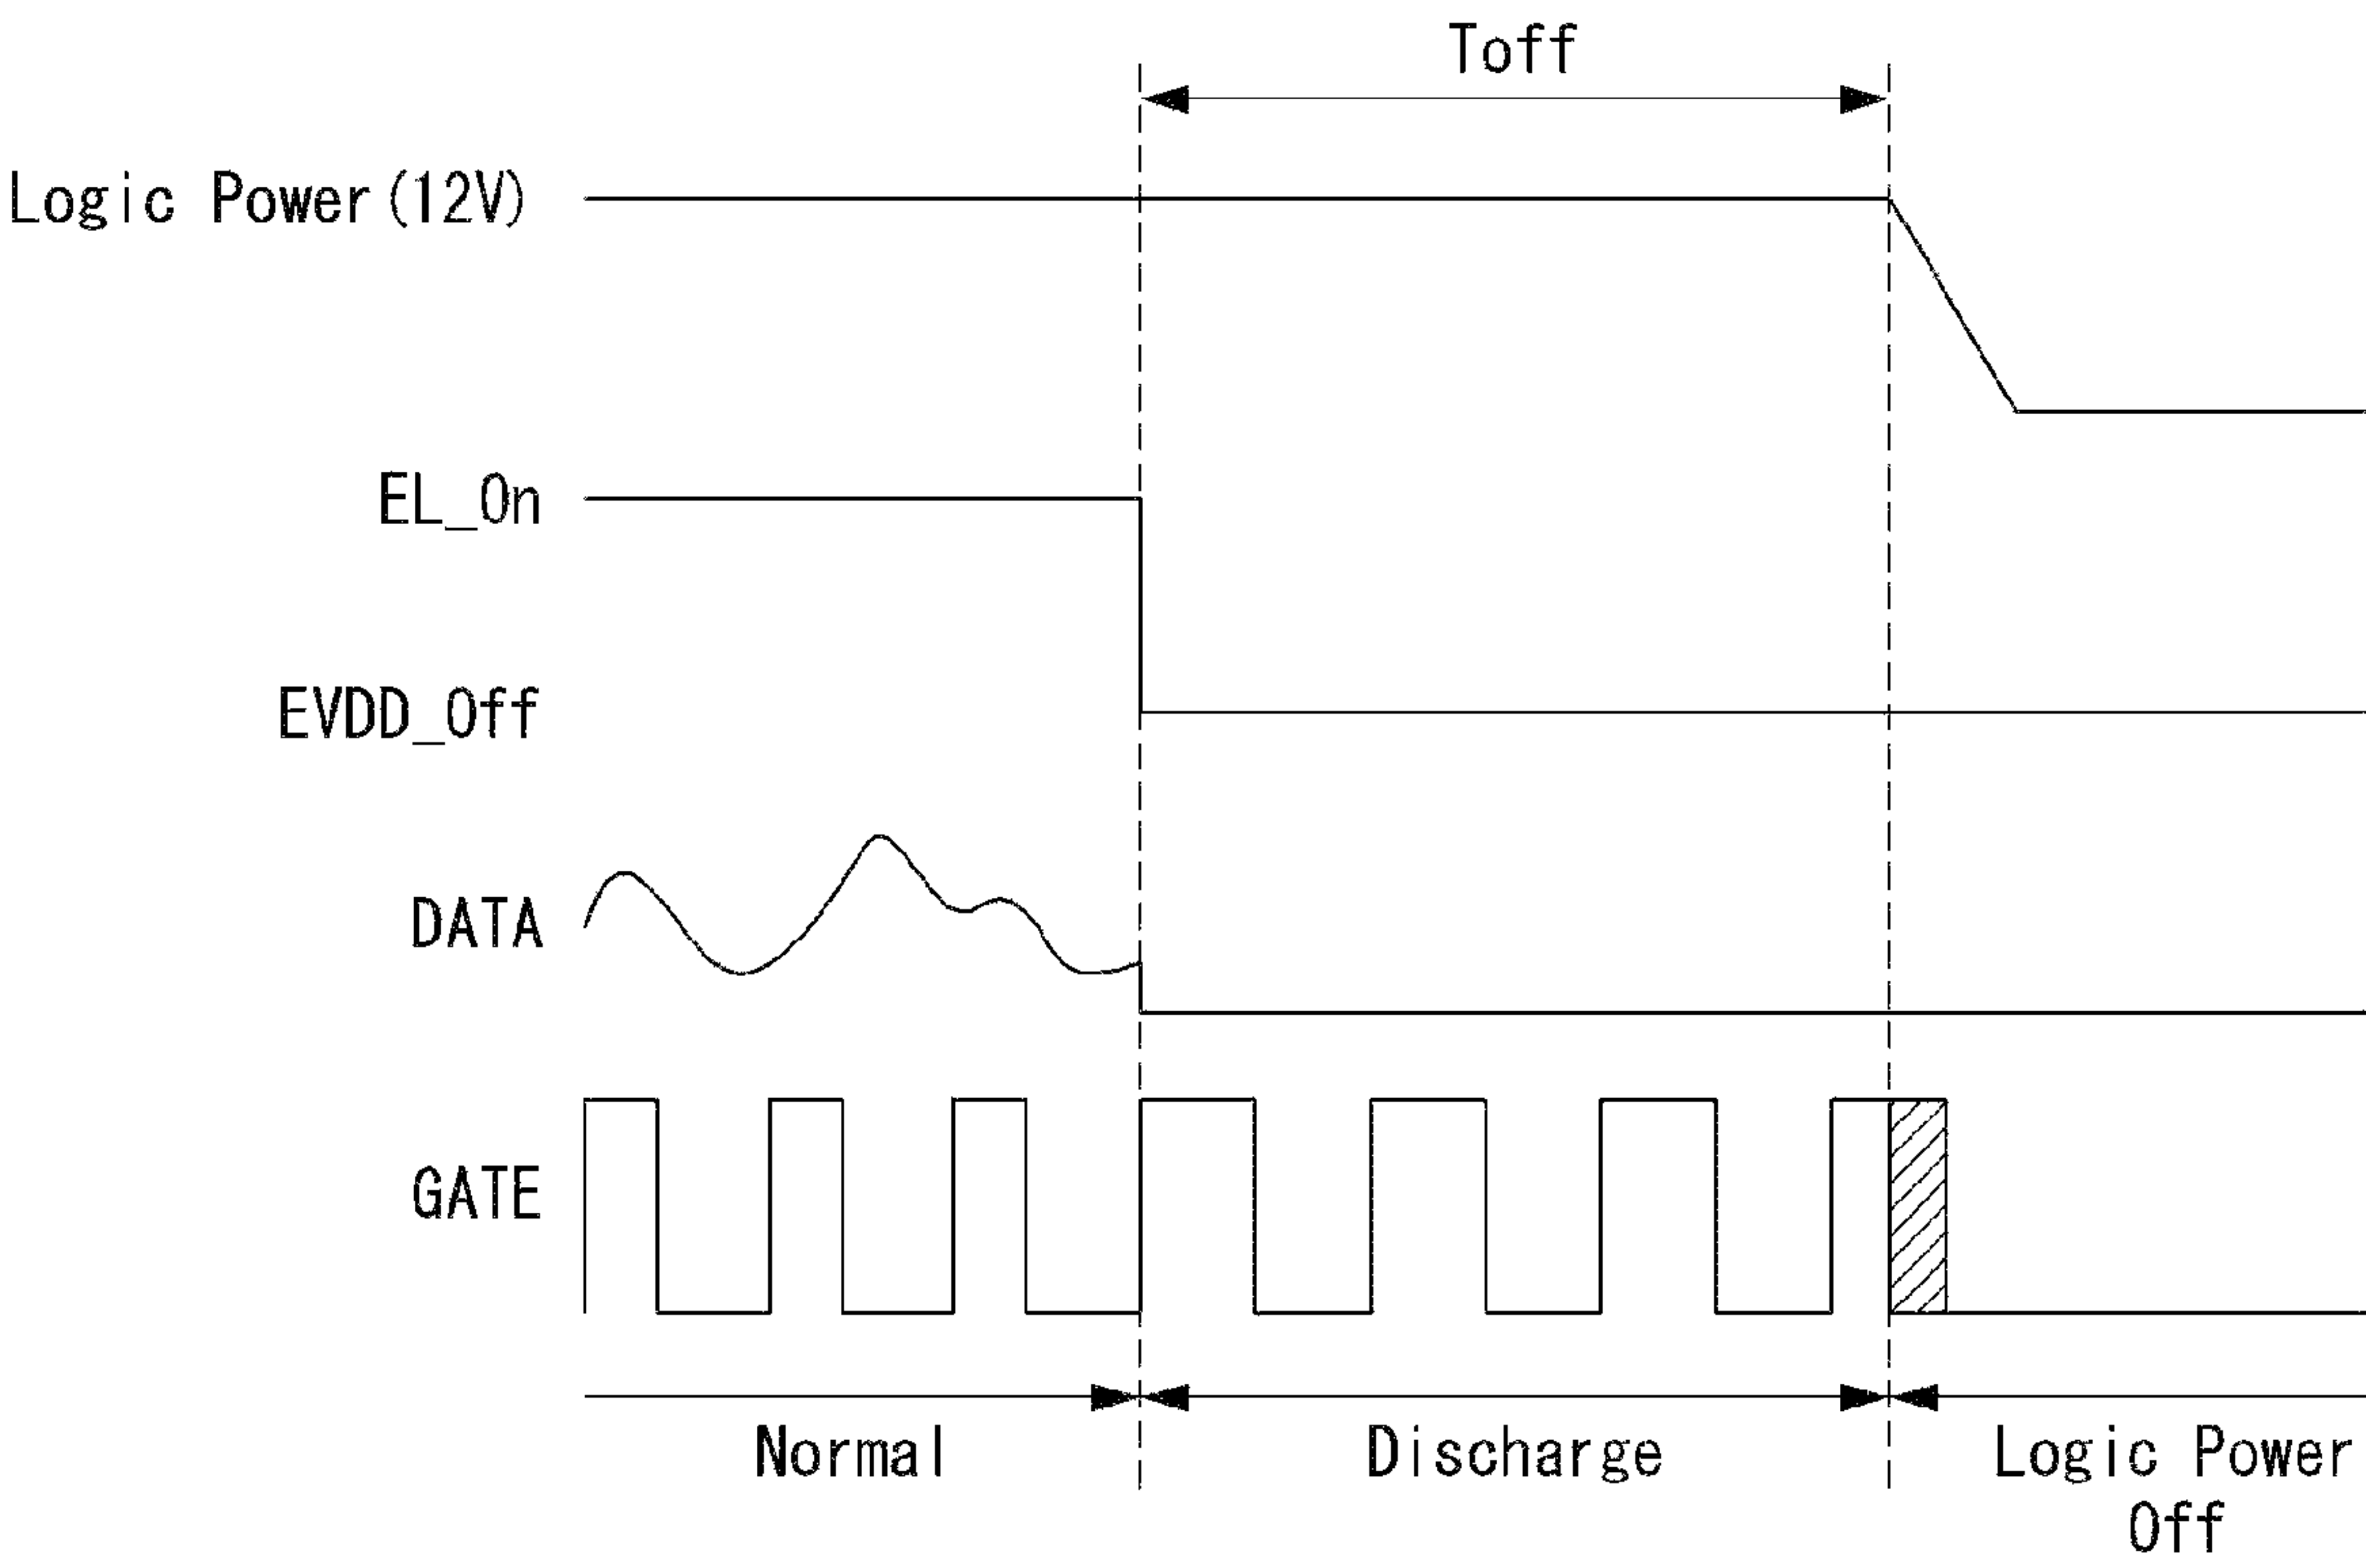 Toff
Logic Power(12V)
EL_On
EVDD_Off
DATA
GATE
Normal
Discharge
Logic Power
Off